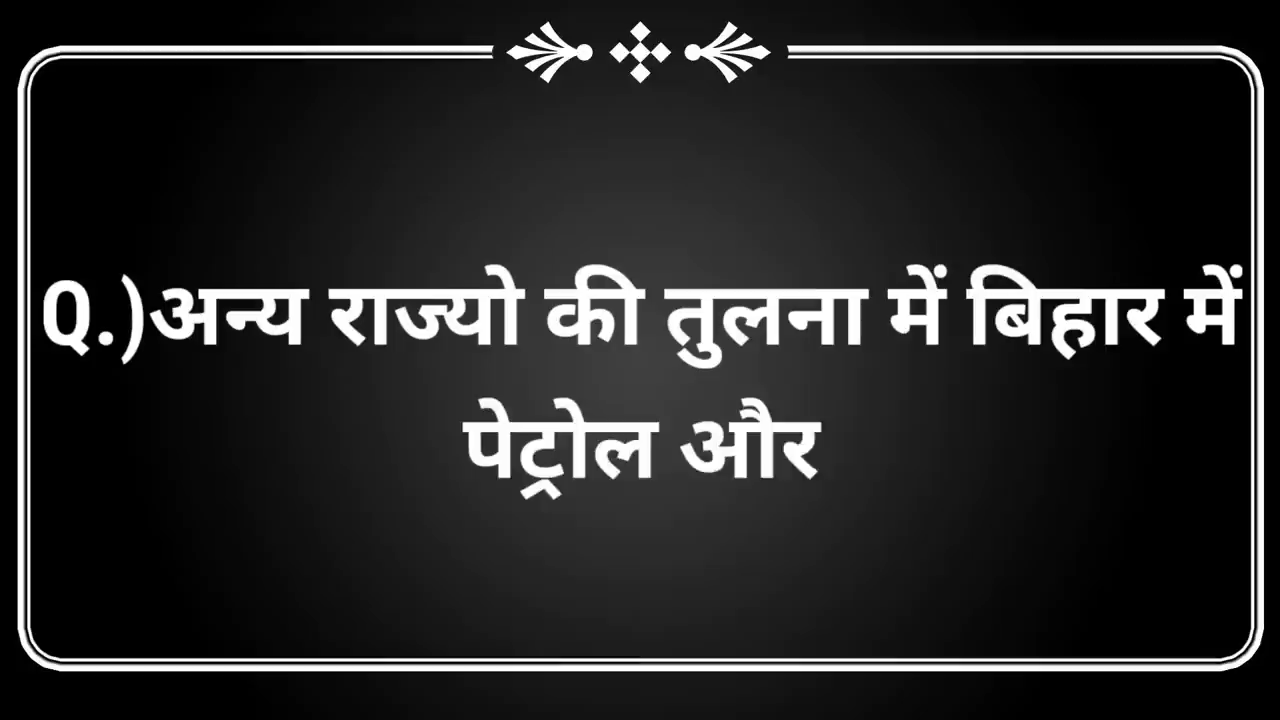 Q.)अन्य राज्यो की तुलना में बिहार में
पेट्रोल और